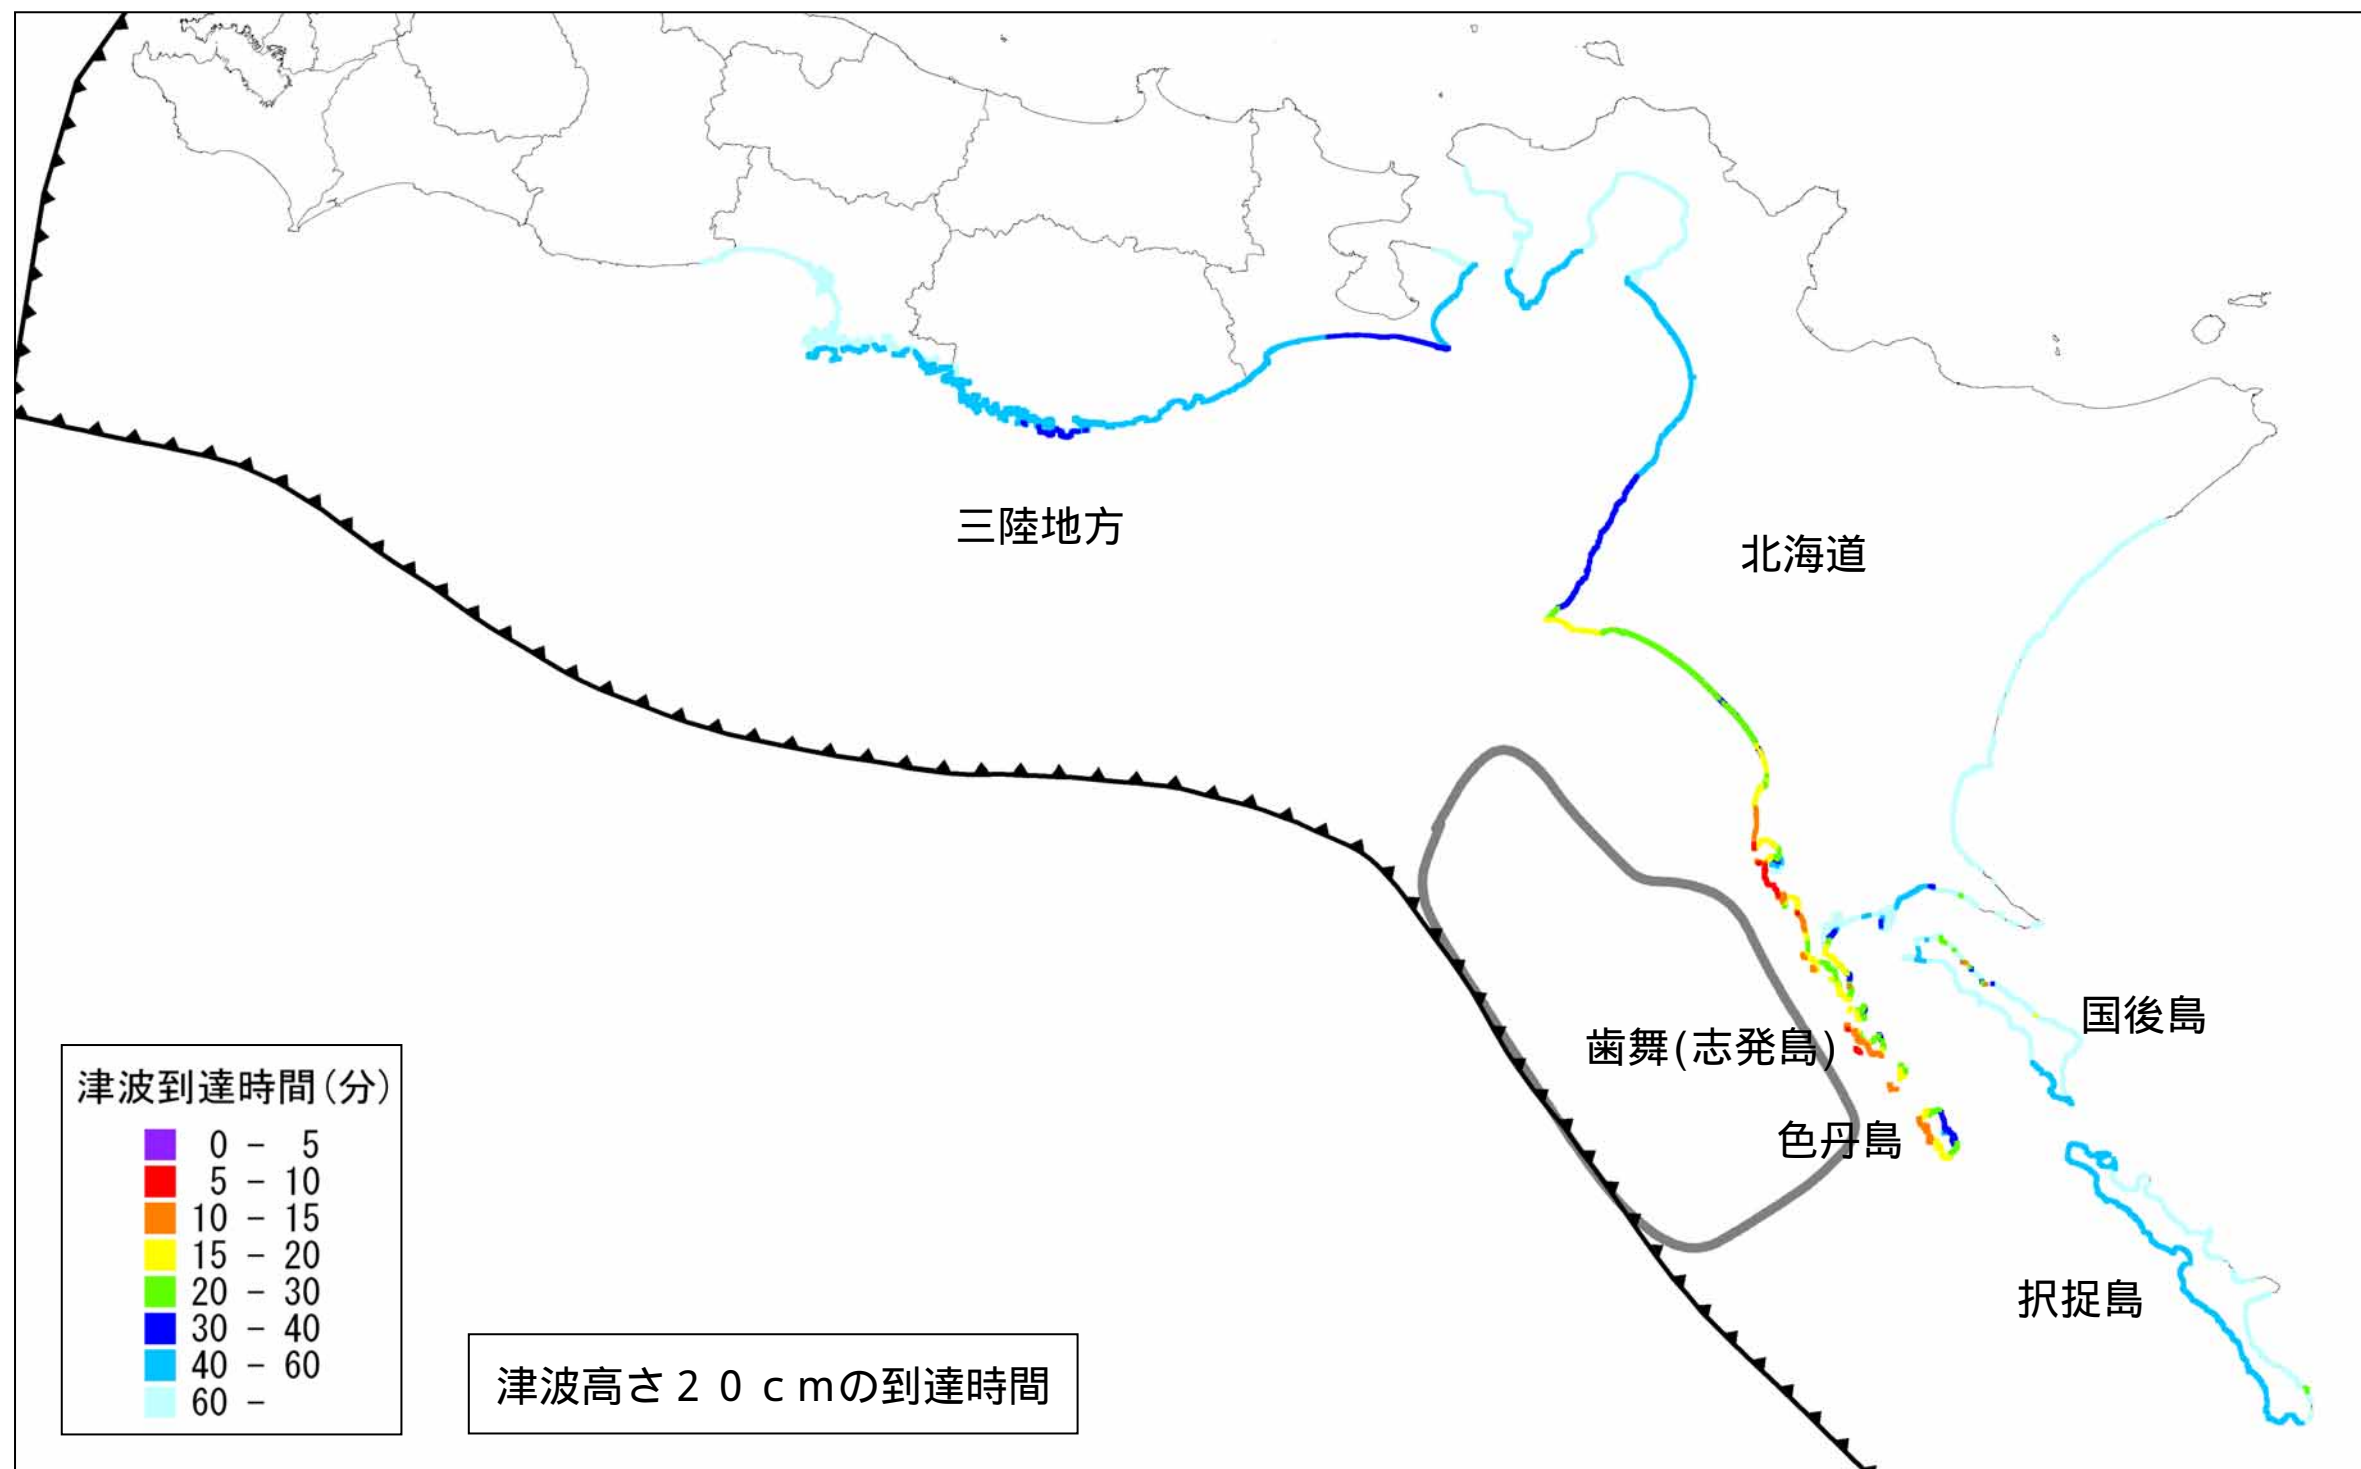 三陸地方
北海道
国後島
歯舞(志発島)
色丹島
択捉島
津波到達時間(分)
0 - 5
5 - 10
10 - 15
15 - 20
20 - 30
30 - 40
40 - 60
60 -
津波高さ20cmの到達時間